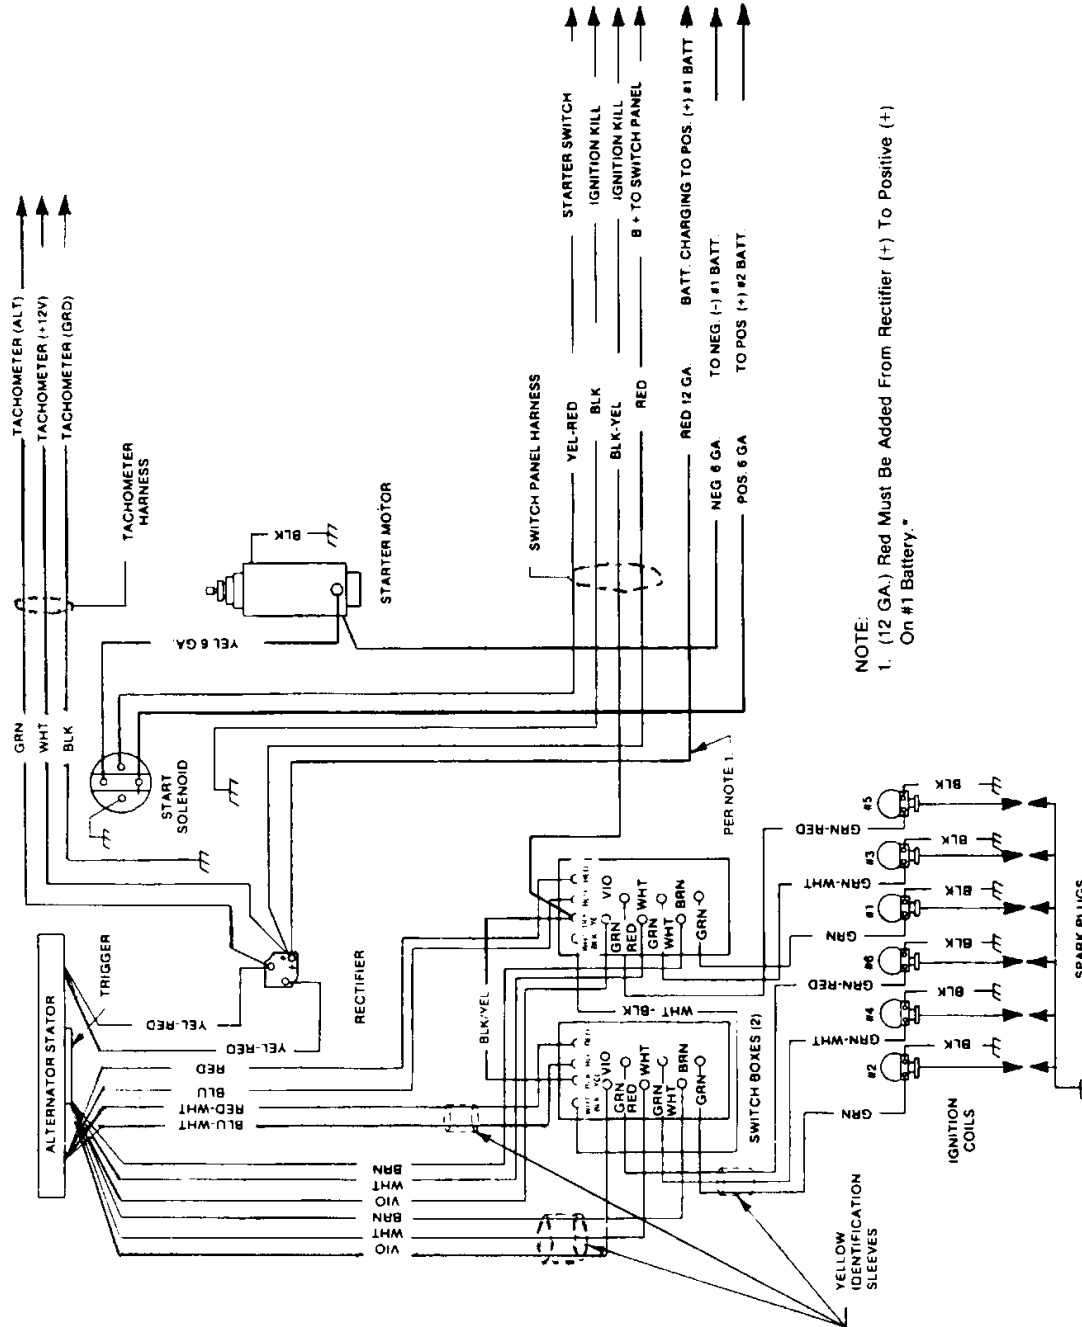 TACHOMETER (ALT)
TACHOMETER (+12V)
TACHOMETER (GRD)
TACHOMETER
HARNESS
GRN
WHT
BLK
STARTER SWITCH
IGNITION KILL
IGNITION KILL
B + TO SWITCH PANEL
BATT. CHARGING TO POS. (+) #1 BATT
TO NEG. (-) #1 BATT.
TO POS (+) #2 BATT.
SWITCH PANEL HARNESS
YEL-RED
BLK
BLK-YEL
RED
RED 12 GA.
NEG. 6 GA.
POS. 6 GA.
BLK
STARTER MOTOR
YEL 6 GA.
START
SOLENOID
NOTE:
1. (12 GA.) Red Must Be Added From Rectifier (+) To Positive (+)
On #1 Battery.*
PER NOTE 1.
ALTERNATOR STATOR
TRIGGER
RECTIFIER
YEL-RED
YEL-RED
RED
BLU
RED-WHT
BLU-WHT
BRN
WHT
VIO
BRN
WHT
VIO
BLK/YEL
WHT-BLK
VIO
GRN
RED
WHT
GRN
WHT
BRN
GRN
VIO
GRN
RED
WHT
GRN
WHT
BRN
GRN
SWITCH BOXES (2)
YELLOW
IDENTIFICATION
SLEEVES
GRN-RED
GRN-WHT
GRN
GRN-RED
GRN-WHT
GRN
#5
#3
#1
#6
#4
#2
BLK
BLK
BLK
BLK
BLK
BLK
IGNITION
COILS
SPARK PLUGS